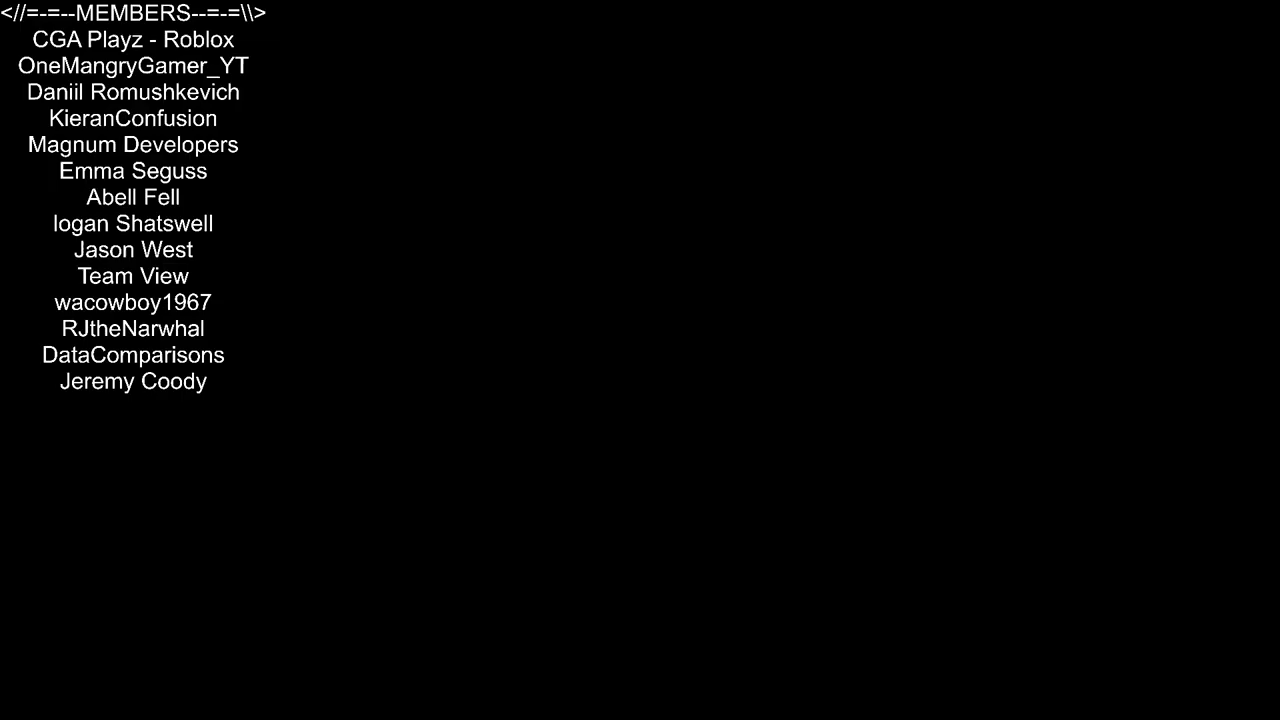 <//=-=--MEMBERS--=-=\\>
CGA Playz - Roblox
OneMangryGamer_YT
Daniil Romushkevich
KieranConfusion
Magnum Developers
Emma Seguss
Abell Fell
logan Shatswell
Jason West
Team View
wacowboy1967
RJtheNarwhal
DataComparisons
Jeremy Coody